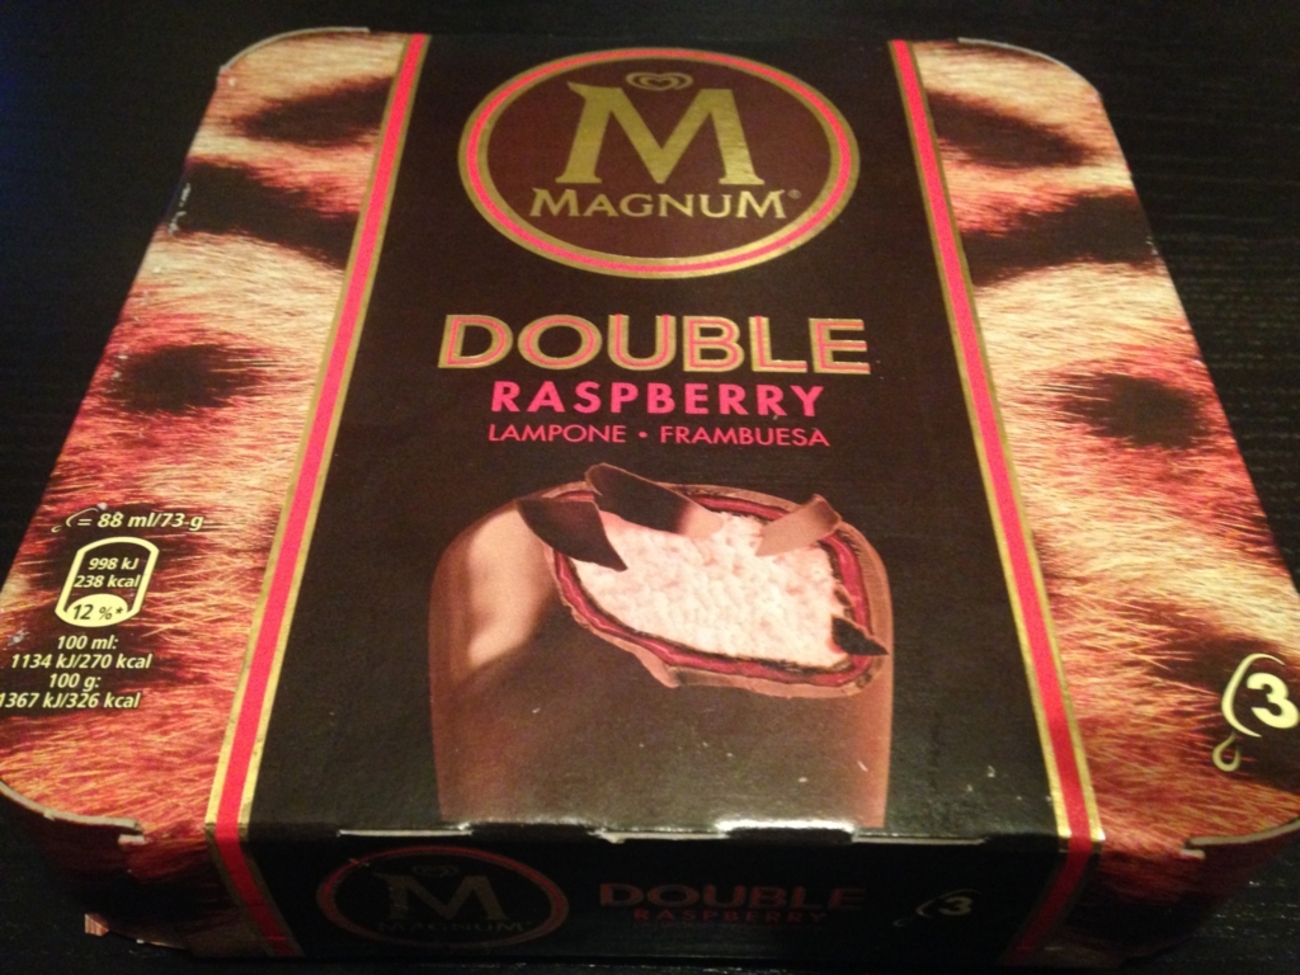 M
MAGNUM®
DOUBLE
RASPBERRY
LAMPONE • FRAMBUESA
= 88 ml/73 g
998 kJ
238 kcal
12 %*
100 ml:
1134 kJ/270 kcal
100 g:
1367 kJ/326 kcal
3
M
MAGNUM
DOUBLE
RASPBERRY
3